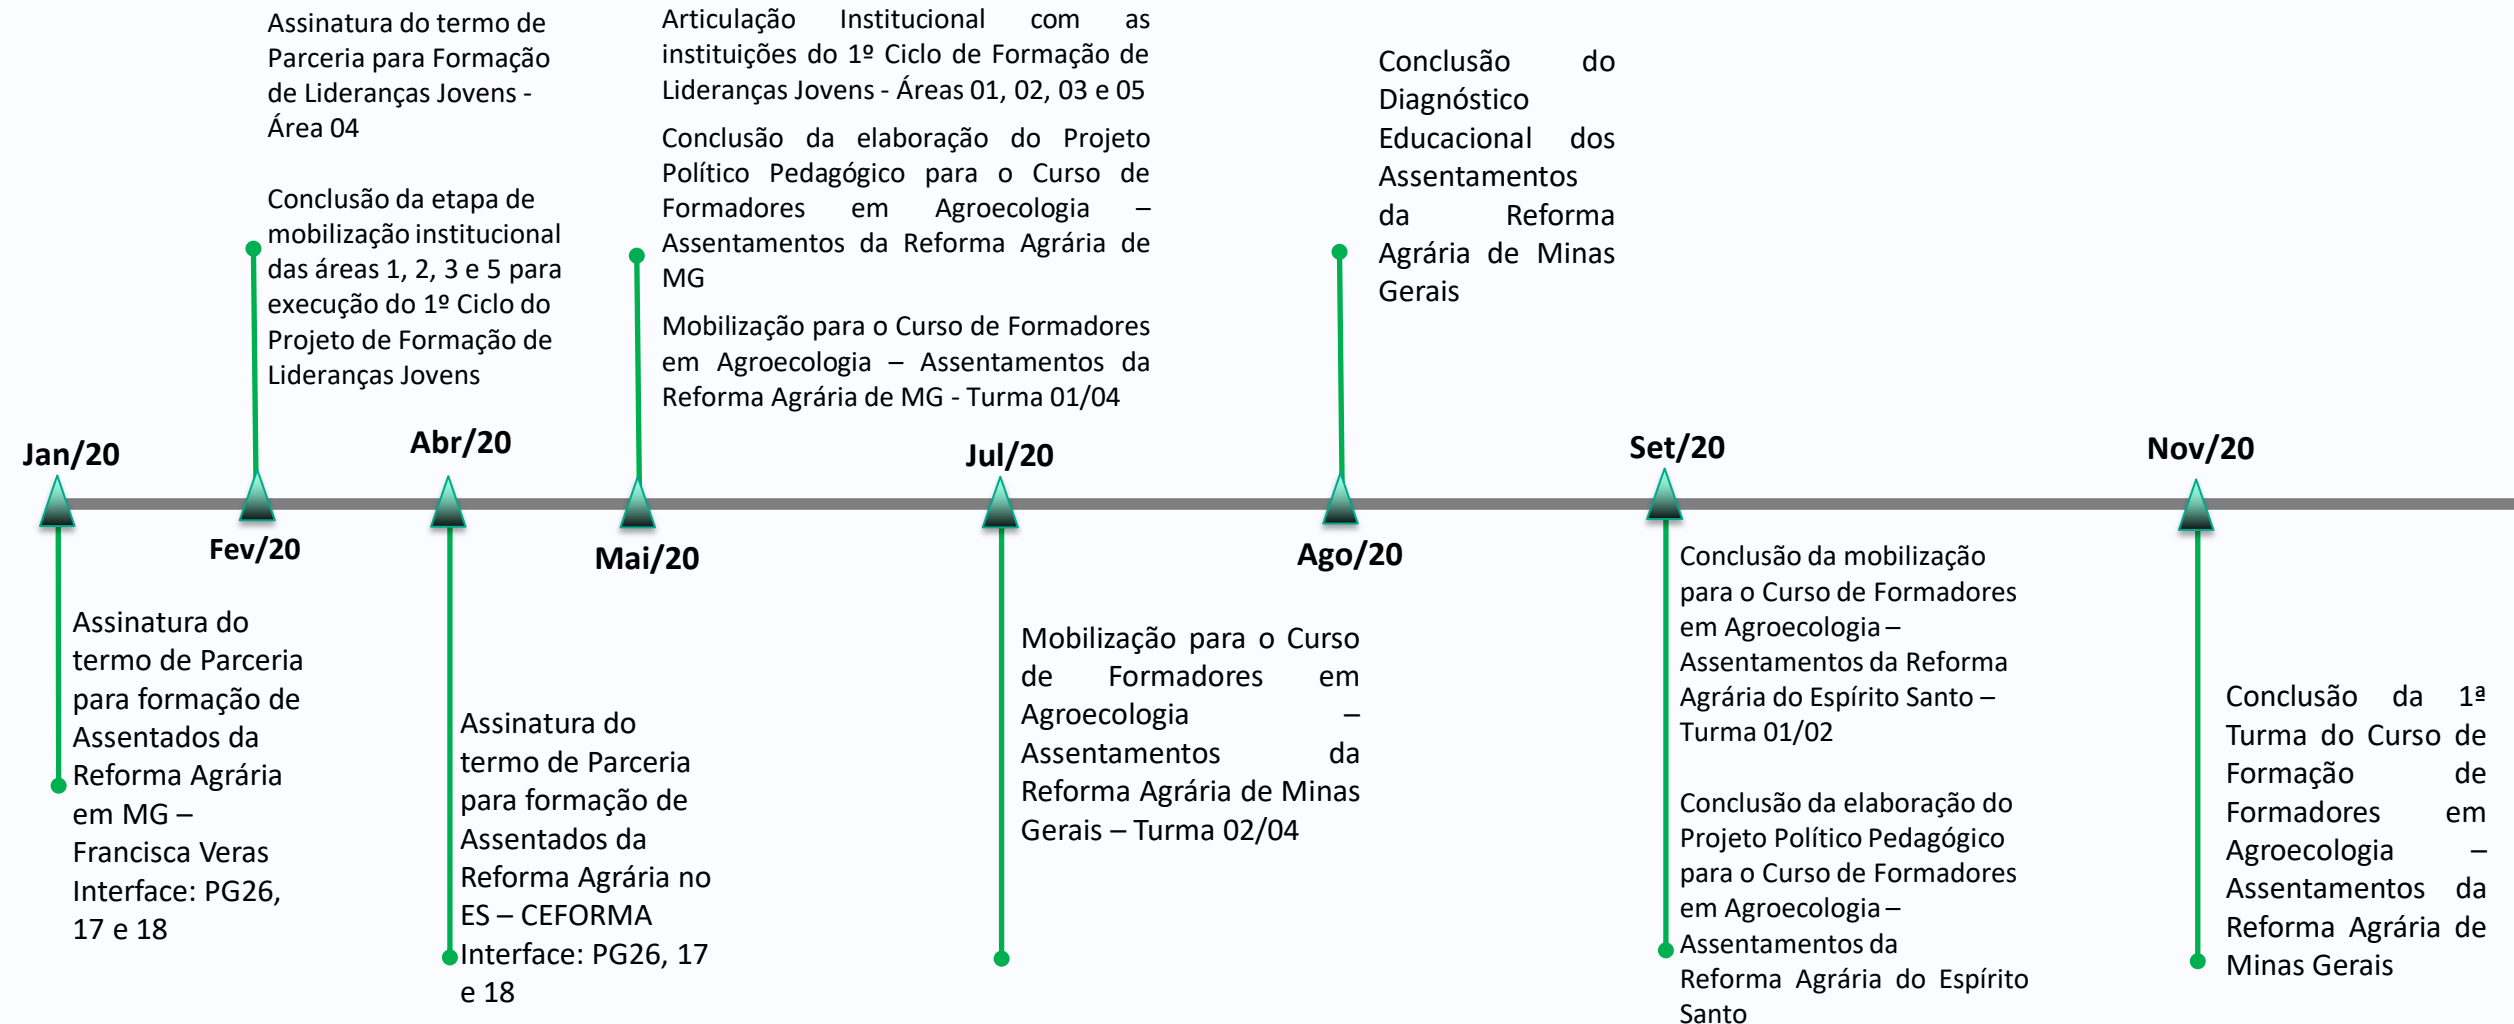 Assinatura do termo de
Parceria para Formação
de Lideranças Jovens -
Área 04
Conclusão da etapa de
mobilização institucional
das áreas 1, 2, 3 e 5 para
execução do 1º Ciclo do
Projeto de Formação de
Lideranças Jovens
Articulação Institucional com as
instituições do 1º Ciclo de Formação de
Lideranças Jovens - Áreas 01, 02, 03 e 05
Conclusão da elaboração do Projeto
Político Pedagógico para o Curso de
Formadores em Agroecologia –
Assentamentos da Reforma Agrária de
MG
Mobilização para o Curso de Formadores
em Agroecologia – Assentamentos da
Reforma Agrária de MG - Turma 01/04
Conclusão do
Diagnóstico
Educacional dos
Assentamentos
da Reforma
Agrária de Minas
Gerais
Jan/20
Fev/20
Abr/20
Mai/20
Jul/20
Ago/20
Set/20
Nov/20
Assinatura do
termo de Parceria
para formação de
Assentados da
Reforma Agrária
em MG –
Francisca Veras
Interface: PG26,
17 e 18
Assinatura do
termo de Parceria
para formação de
Assentados da
Reforma Agrária no
ES – CEFORMA
Interface: PG26, 17
e 18
Mobilização para o Curso
de Formadores em
Agroecologia –
Assentamentos da
Reforma Agrária de Minas
Gerais – Turma 02/04
Conclusão da mobilização
para o Curso de Formadores
em Agroecologia –
Assentamentos da Reforma
Agrária do Espírito Santo –
Turma 01/02
Conclusão da elaboração do
Projeto Político Pedagógico
para o Curso de Formadores
em Agroecologia –
Assentamentos da
Reforma Agrária do Espírito
Santo
Conclusão da 1ª
Turma do Curso de
Formação de
Formadores em
Agroecologia –
Assentamentos da
Reforma Agrária de
Minas Gerais